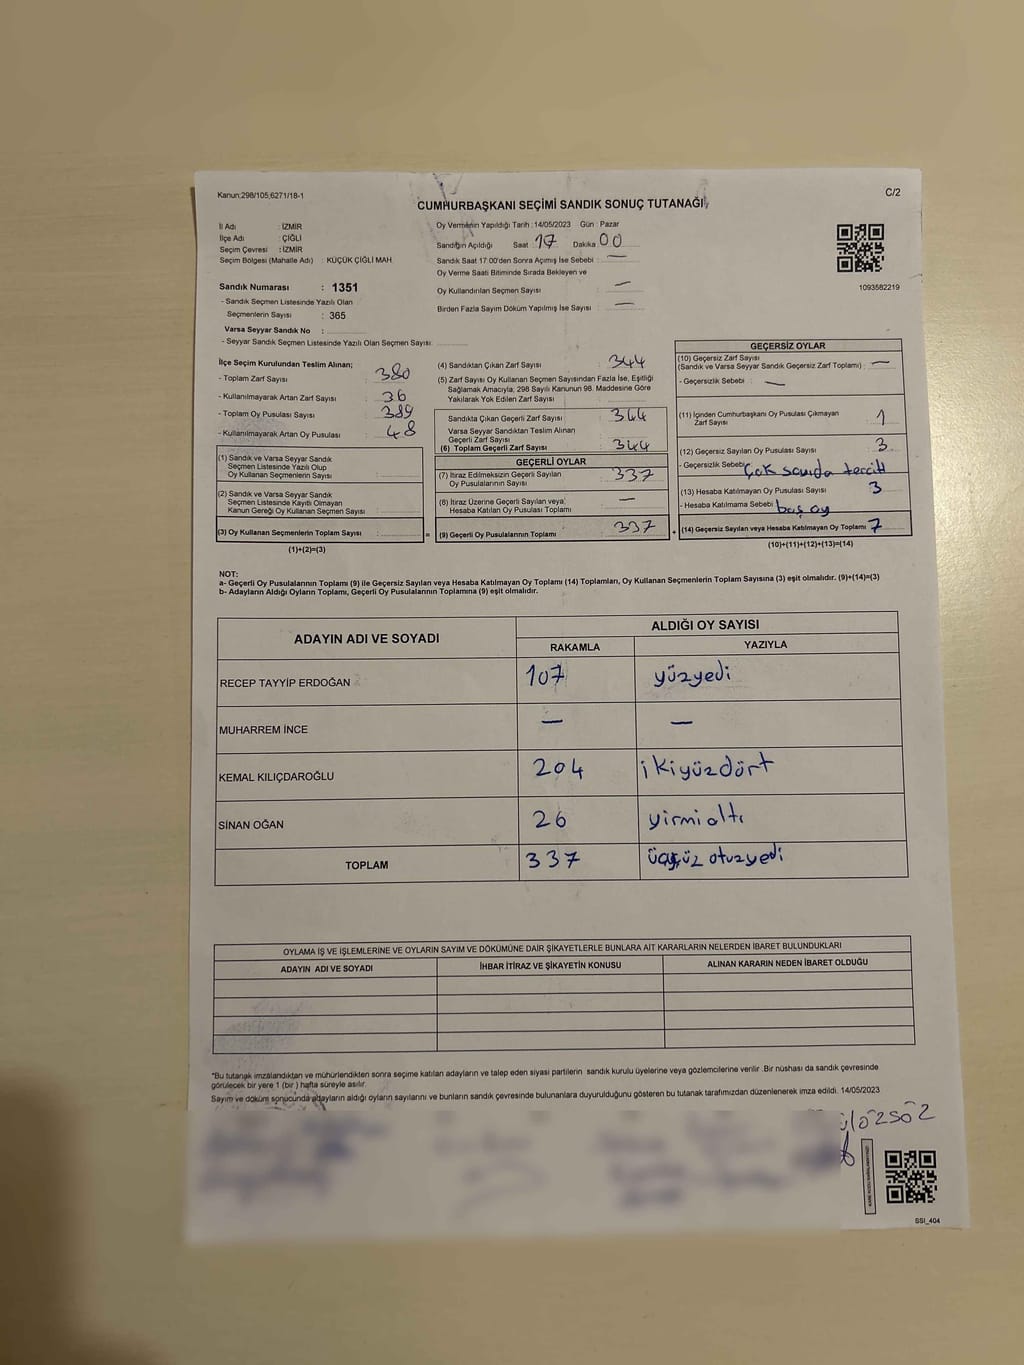 Kanun:298/105,6271/18-1
C/2
CUMHURBAŞKANI SEÇİMİ SANDIK SONUÇ TUTANAĞI
İl Adı : İZMİR
İlçe Adı : ÇİĞLİ
Seçim Çevresi : İZMİR
Seçim Bölgesi (Mahalle Adı) : KÜÇÜK ÇİĞLİ MAH
Sandık Numarası : 1351
- Sandık Seçmen Listesinde Yazılı Olan
Seçmenlerin Sayısı : 365
Varsa Seyyar Sandık No :
- Seyyar Sandık Seçmen Listesinde Yazılı Olan Seçmen Sayısı:
Oy Vermenin Yapıldığı Tarih : 14/05/2023 Gün : Pazar
Sandığın Açıldığı Saat 17 Dakika 00
Sandık Saat 17:00'den Sonra Açımış İse Sebebi : —
Oy Verme Saati Bitiminde Sırada Bekleyen ve
Oy Kullandırılan Seçmen Sayısı : —
Birden Fazla Sayım Döküm Yapılmış İse Sayısı : —
1093582219
İlçe Seçim Kurulundan Teslim Alınan;
- Toplam Zarf Sayısı : 380
- Kullanılmayarak Artan Zarf Sayısı : 36
- Toplam Oy Pusulası Sayısı : 389
- Kullanılmayarak Artan Oy Pusulası : 48
(1) Sandık ve Varsa Seyyar Sandık
Seçmen Listesinde Yazılı Olup
Oy Kullanan Seçmenlerin Sayısı :
(2) Sandık ve Varsa Seyyar Sandık
Seçmen Listesinde Kayıtlı Olmayan
Kanun Gereği Oy Kullanan Seçmen Sayısı :
(3) Oy Kullanan Seçmenlerin Toplam Sayısı :
(1)+(2)=(3)
(4) Sandıktan Çıkan Zarf Sayısı : 344
(5) Zarf Sayısı Oy Kullanan Seçmen Sayısından Fazla İse, Eşitliği
Sağlamak Amacıyla; 298 Sayılı Kanunun 98. Maddesine Göre
Yakılarak Yok Edilen Zarf Sayısı :
Sandıkta Çıkan Geçerli Zarf Sayısı : 344
Varsa Seyyar Sandıktan Teslim Alınan
Geçerli Zarf Sayısı :
(6) Toplam Geçerli Zarf Sayısı : 344
GEÇERLİ OYLAR
(7) İtiraz Edilmeksizin Geçerli Sayılan
Oy Pusulalarının Sayısı : 337
(8) İtiraz Üzerine Geçerli Sayılan veya
Hesaba Katılan Oy Pusulası Toplamı : —
= (9) Geçerli Oy Pusulalarının Toplamı : 337
GEÇERSİZ OYLAR
(10) Geçersiz Zarf Sayısı
(Sandık ve Varsa Seyyar Sandık Geçersiz Zarf Toplamı) : —
- Geçersizlik Sebebi : —
(11) İçinden Cumhurbaşkanı Oy Pusulası Çıkmayan
Zarf Sayısı : 1
(12) Geçersiz Sayılan Oy Pusulası Sayısı : 3
- Geçersizlik Sebebi : Çok sayıda tercih
(13) Hesaba Katılmayan Oy Pusulası Sayısı : 3
- Hesaba Katılmama Sebebi : boş oy
+ (14) Geçersiz Sayılan veya Hesaba Katılmayan Oy Toplamı : 7
(10)+(11)+(12)+(13)=(14)
NOT:
a- Geçerli Oy Pusulalarının Toplamı (9) ile Geçersiz Sayılan veya Hesaba Katılmayan Oy Toplamı (14) Toplamları, Oy Kullanan Seçmenlerin Toplam Sayısına (3) eşit olmalıdır. (9)+(14)=(3)
b- Adayların Aldığı Oyların Toplamı, Geçerli Oy Pusulalarının Toplamına (9) eşit olmalıdır.
ADAYIN ADI VE SOYADI
ALDIĞI OY SAYISI
RAKAMLA YAZIYLA
RECEP TAYYİP ERDOĞAN 107 yüzyedi
MUHARREM İNCE — —
KEMAL KILIÇDAROĞLU 204 ikiyüzdört
SİNAN OĞAN 26 yirmialtı
TOPLAM 337 üçyüz otuzyedi
OYLAMA İŞ VE İŞLEMLERİNE VE OYLARIN SAYIM VE DÖKÜMÜNE DAİR ŞİKAYETLERLE BUNLARA AİT KARARLARIN NELERDEN İBARET BULUNDUKLARI
ADAYIN ADI VE SOYADI İHBAR İTİRAZ VE ŞİKAYETİN KONUSU ALINAN KARARIN NEDEN İBARET OLDUĞU
*Bu tutanak imzalandıktan ve mühürlendikten sonra seçime katılan adayların ve talep eden siyasi partilerin sandık kurulu üyelerine veya gözlemcilerine verilir .Bir nüshası da sandık çevresinde
görülecek bir yere 1 (bir ) hafta süreyle asılır.
Sayım ve döküm sonucunda adayların aldığı oyların sayılarını ve bunların sandık çevresinde bulunanlara duyurulduğunu gösteren bu tutanak tarafımızdan düzenlenerek imza edildi. 14/05/2023
SSI_404